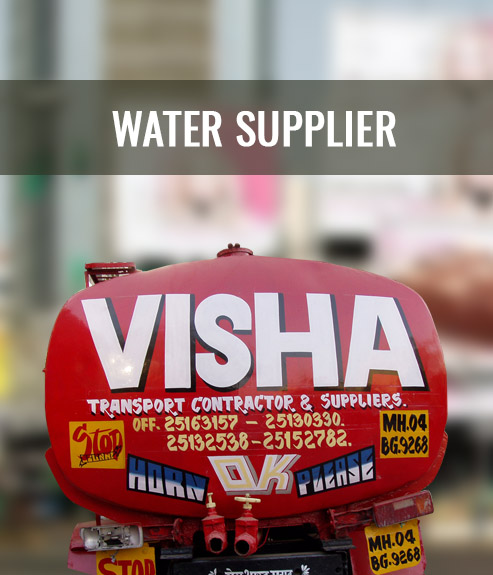 WATER SUPPLIER
VISHA
TRANSPORT CONTRACTOR & SUPPLIERS.
OFF. 25163157 – 25130330.
25132538 – 25152782.
STOP
MH.04
BG.9268
HORN OK PLEASE
MH.04
BG.9268
STOP